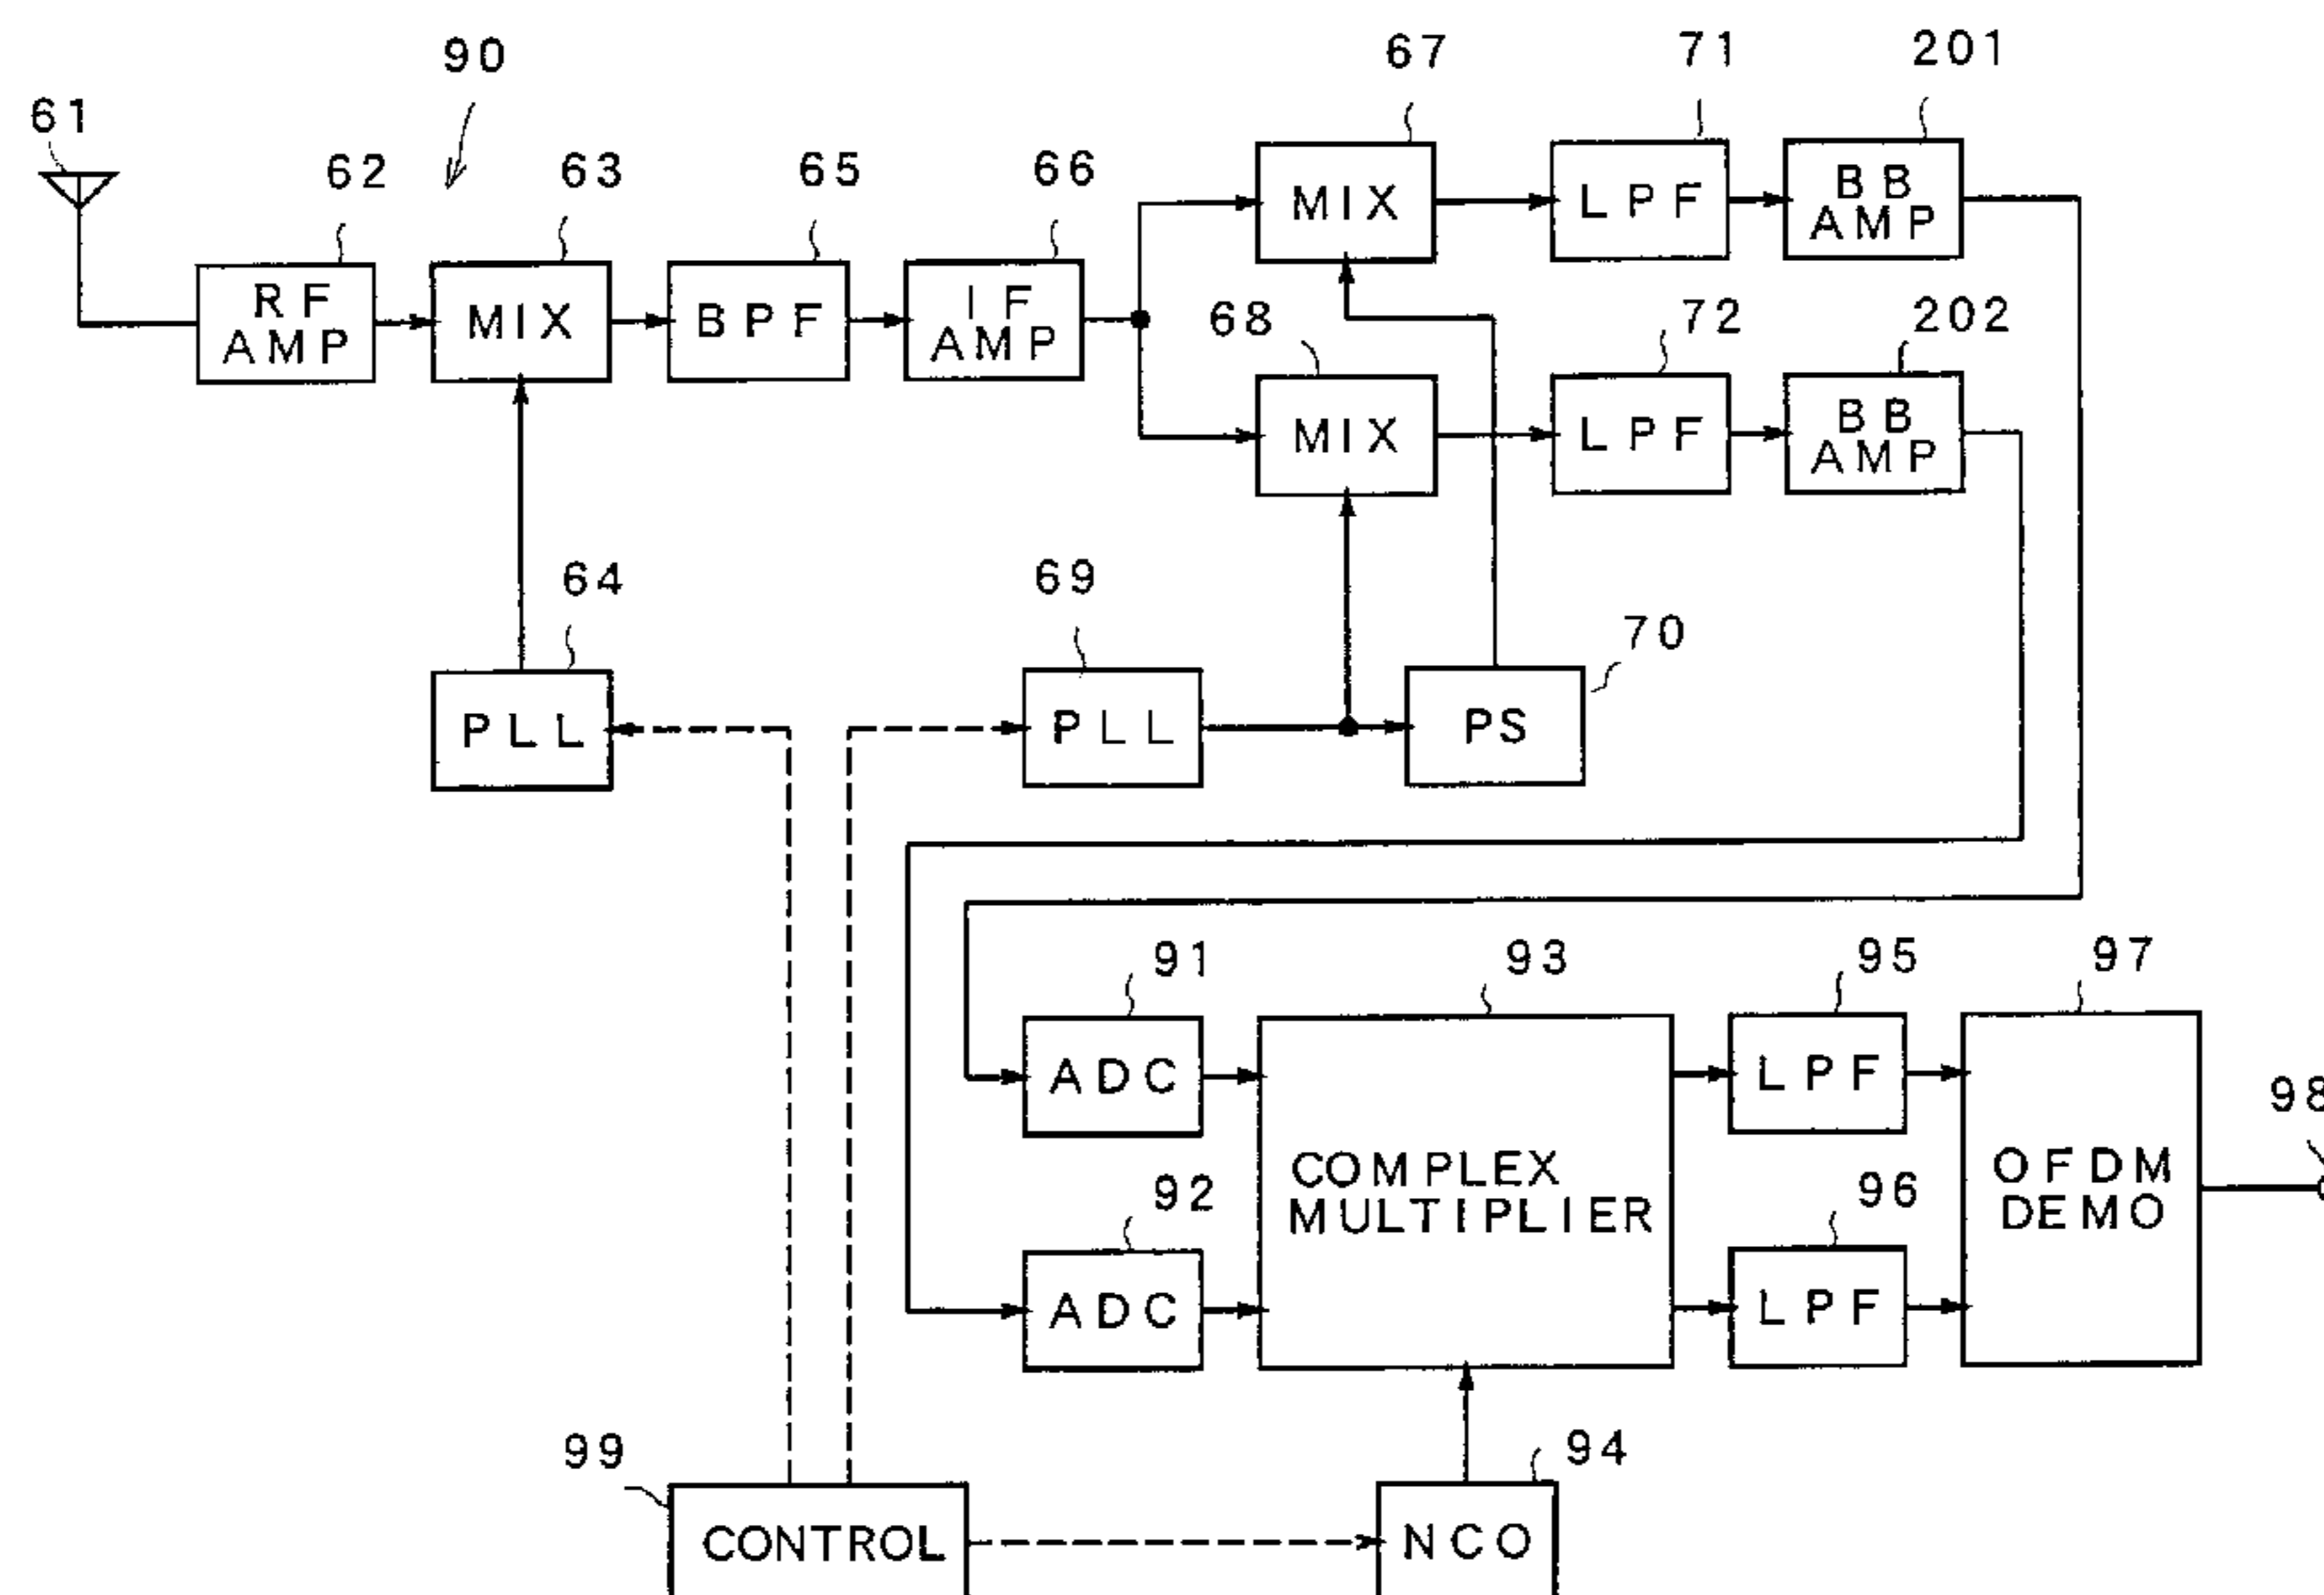 90
67
71
201
61
62
63
65
66
MIX
LPF
BB
AMP
RF
AMP
MIX
BPF
IF
AMP
68
72
202
MIX
LPF
BB
AMP
64
69
70
PLL
PLL
PS
91
93
95
97
ADC
LPF
98
COMPLEX
MULTIPLIER
OFDM
DEMO
92
96
ADC
LPF
99
94
CONTROL
NCO